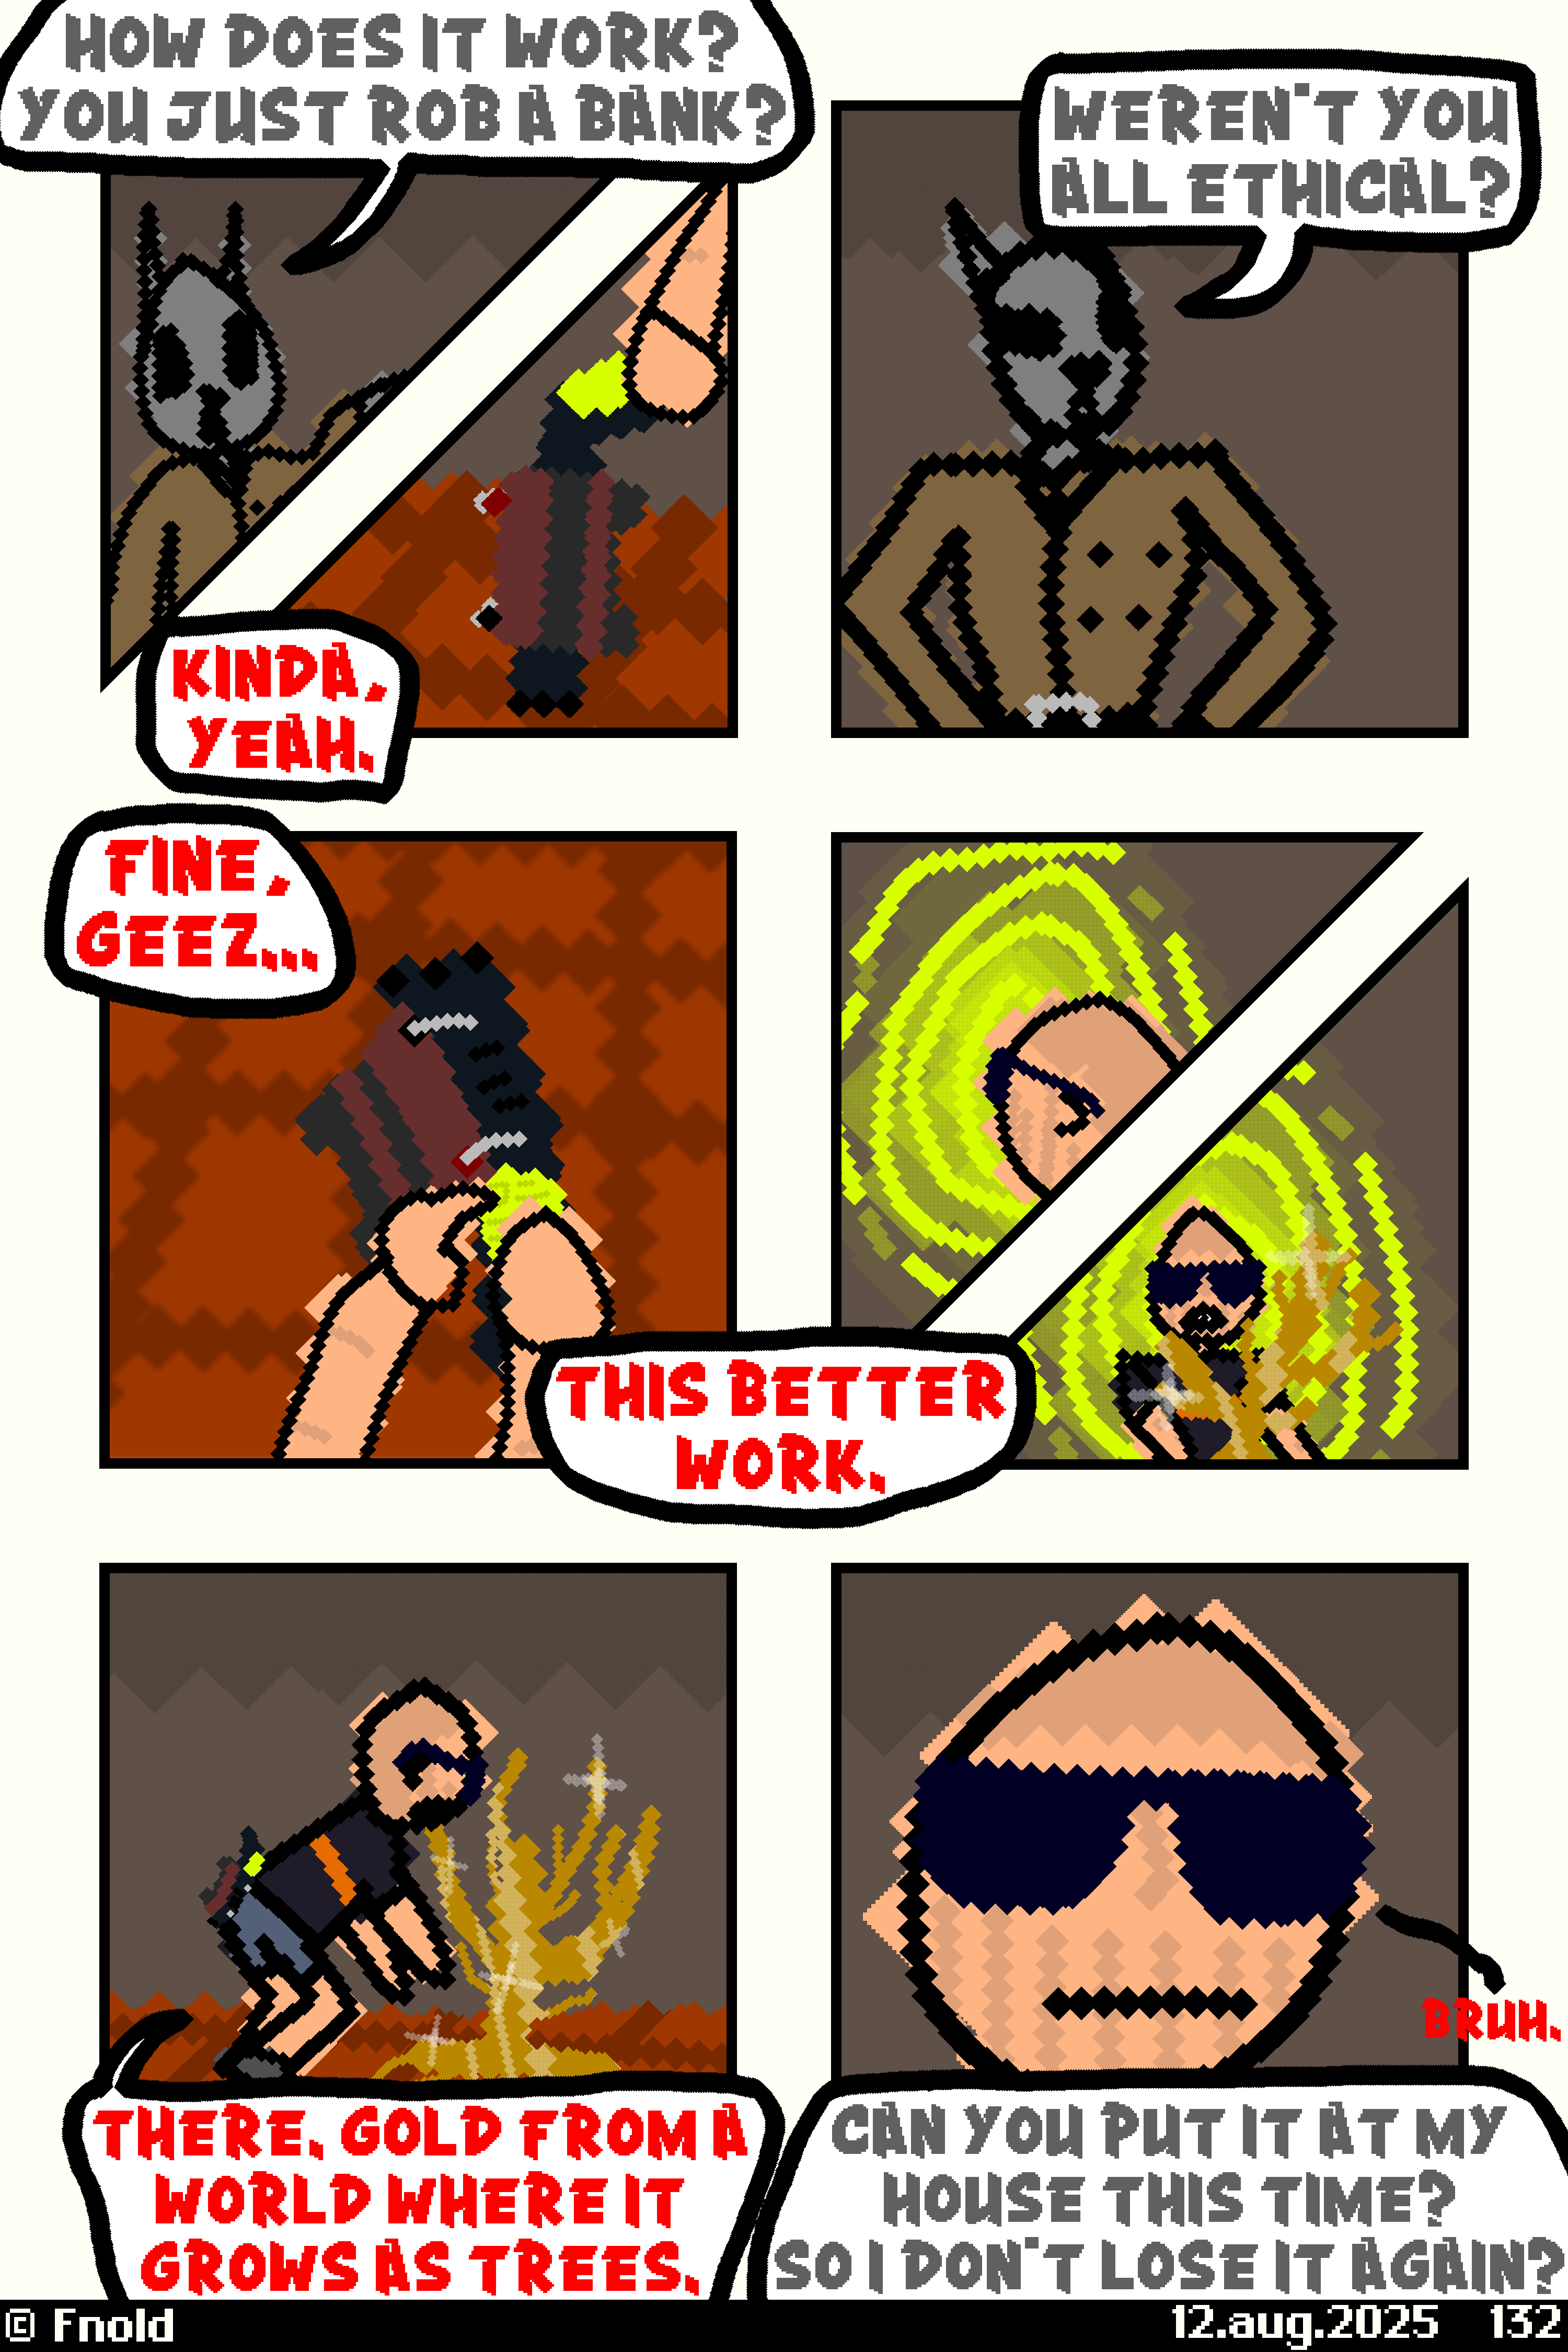 HOW DOES IT WORK?
YOU JUST ROB A BANK?
KINDA,
YEAH.
WEREN'T YOU
ALL ETHICAL?
FINE,
GEEZ...
THIS BETTER
WORK.
THERE, GOLD FROM A
WORLD WHERE IT
GROWS AS TREES.
BRUH.
CAN YOU PUT IT AT MY
HOUSE THIS TIME?
SO I DON'T LOSE IT AGAIN?
© Fnold
12.aug.2025 132